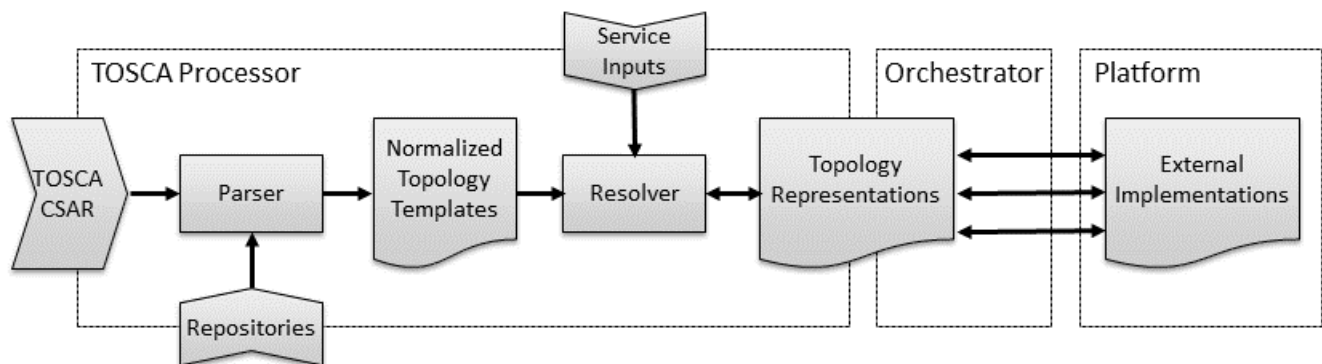 Service
Inputs
TOSCA Processor
Orchestrator
Platform
TOSCA
CSAR
Parser
Normalized
Topology
Templates
Resolver
Topology
Representations
External
Implementations
Repositories